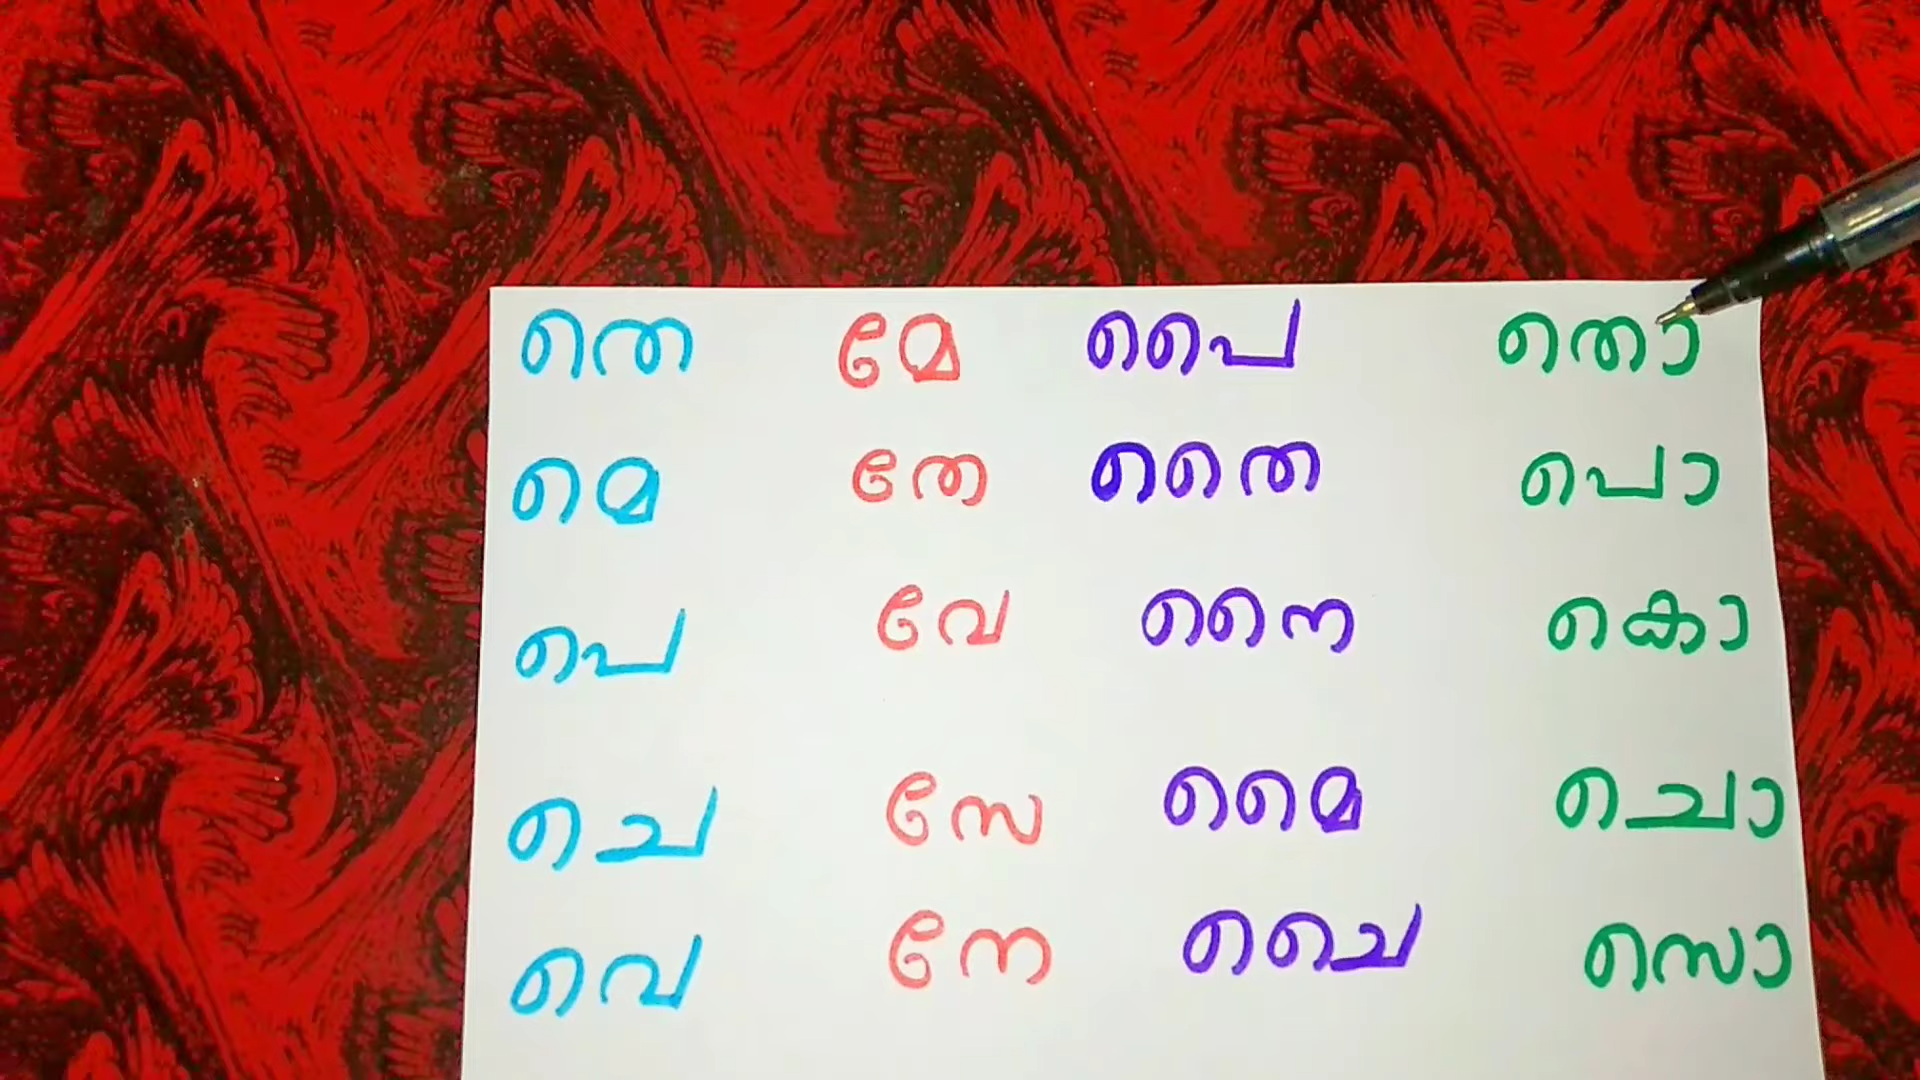 തെ മേ പൈ തൊ
മെ തേ തൈ പൊ
പെ വേ നൈ കൊ
ചെ സേ മൈ ചൊ
വെ നേ ചൈ സൊ